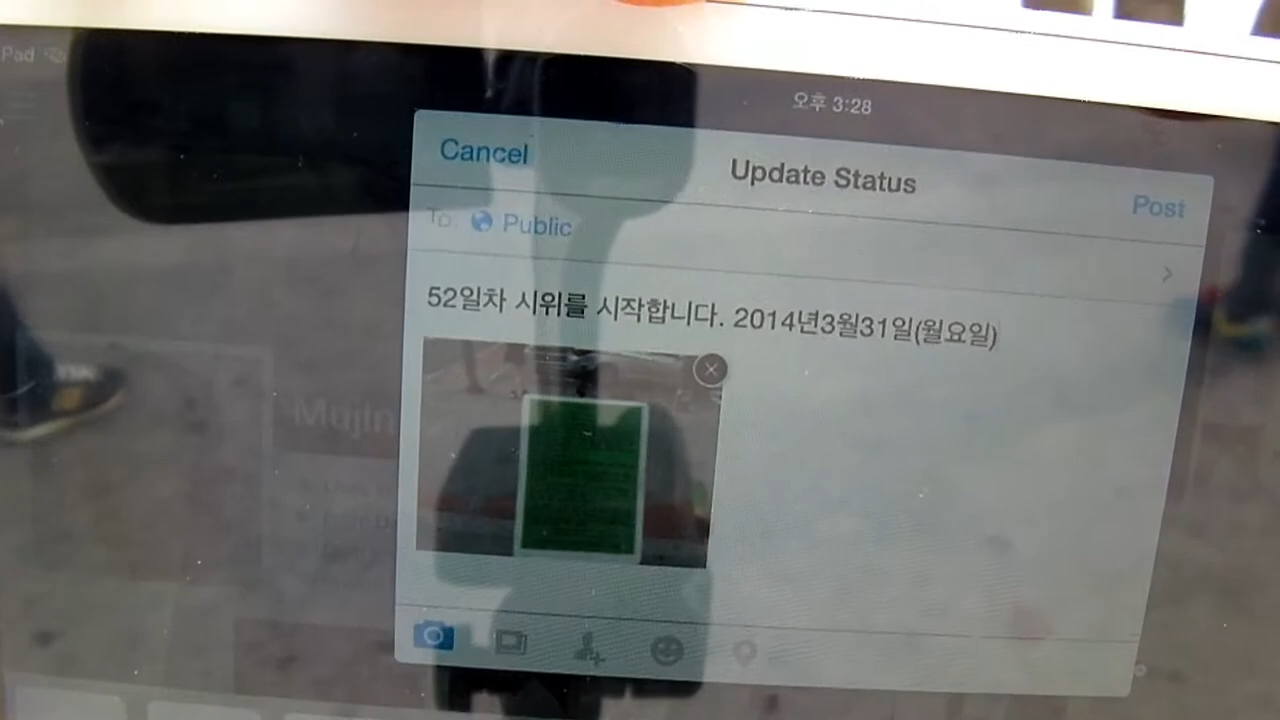 Pad
오후 3:28
Cancel
Update Status
Post
To:
Public
52일차 시위를 시작합니다. 2014년3월31일(월요일)
Mujin